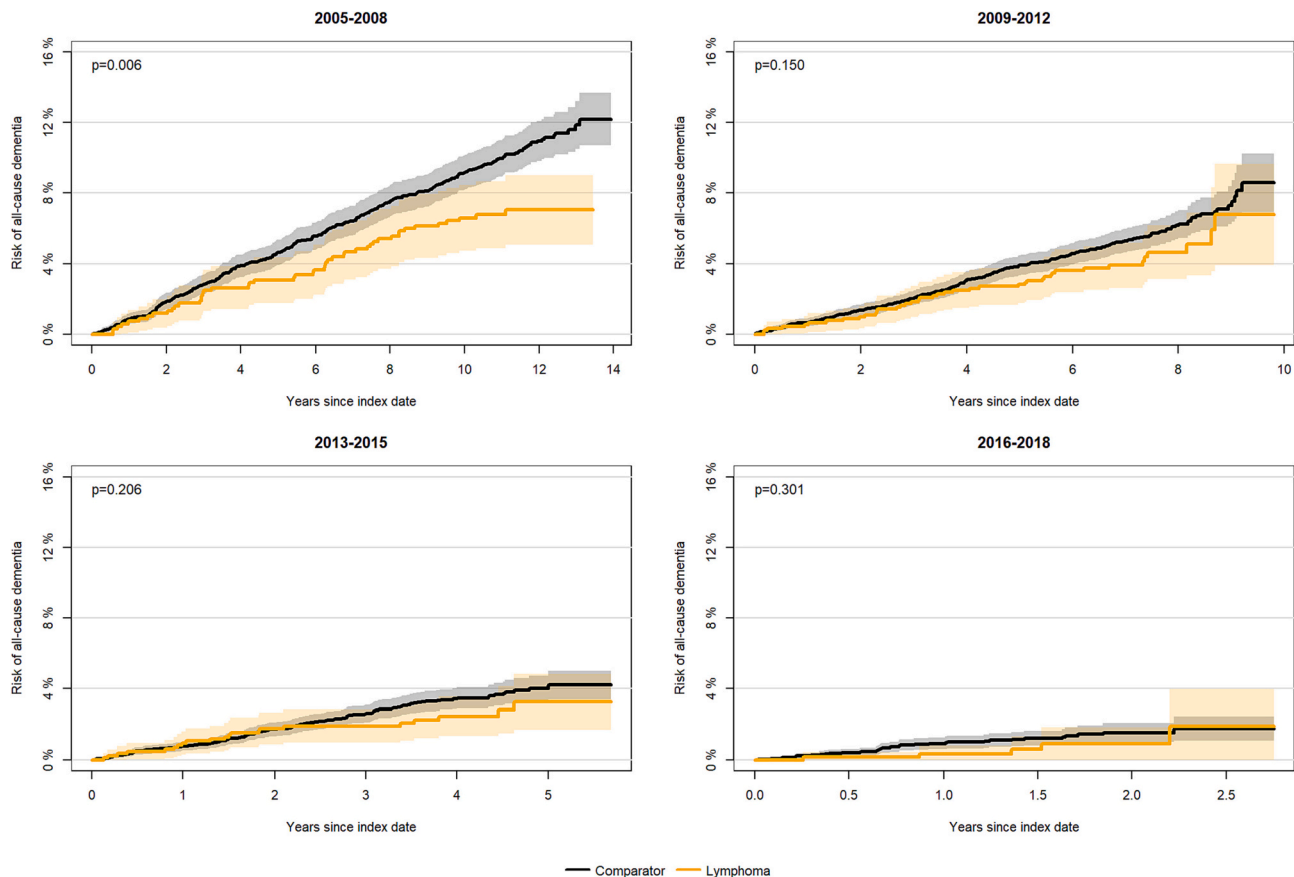 2005-2008
p=0.006
Risk of all-cause dementia
16 %
12 %
8 %
4 %
0 %
0 2 4 6 8 10 12 14
Years since index date
2009-2012
p=0.150
Risk of all-cause dementia
16 %
12 %
8 %
4 %
0 %
0 2 4 6 8 10
Years since index date
2013-2015
p=0.206
Risk of all-cause dementia
16 %
12 %
8 %
4 %
0 %
0 1 2 3 4 5
Years since index date
2016-2018
p=0.301
Risk of all-cause dementia
16 %
12 %
8 %
4 %
0 %
0.0 0.5 1.0 1.5 2.0 2.5
Years since index date
Comparator Lymphoma